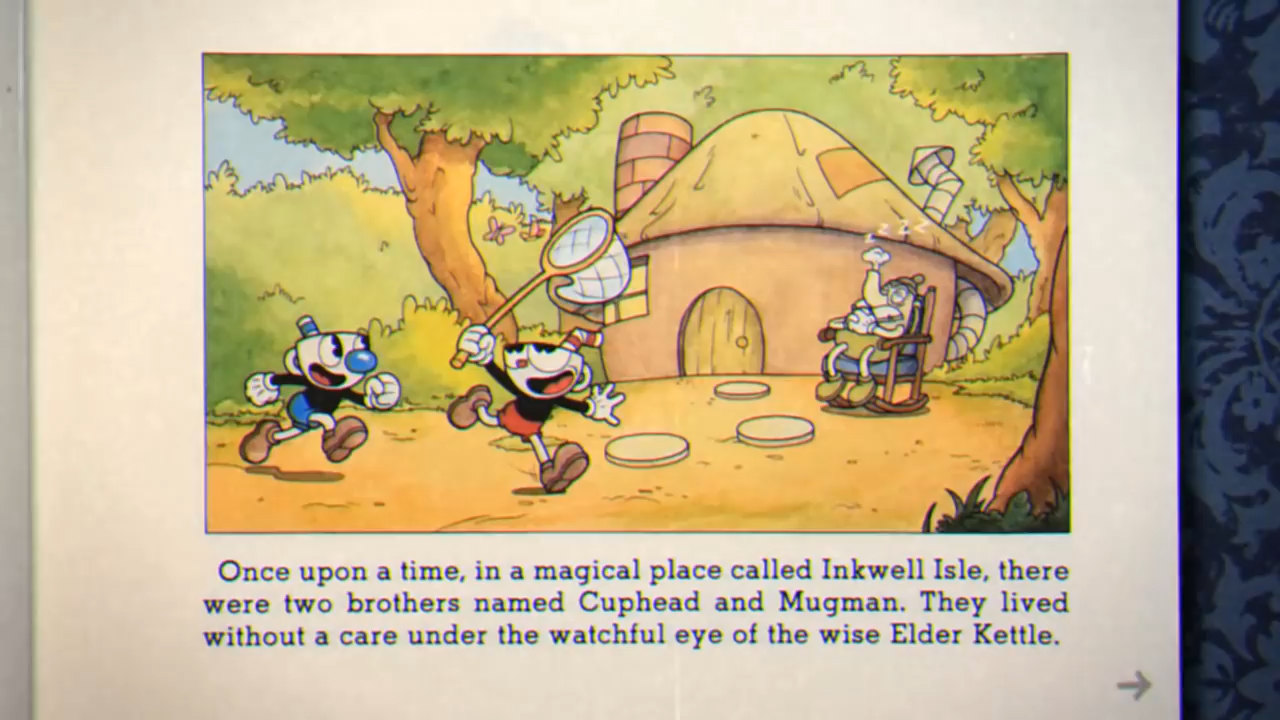 z z z z
Once upon a time, in a magical place called Inkwell Isle, there
were two brothers named Cuphead and Mugman. They lived
without a care under the watchful eye of the wise Elder Kettle.